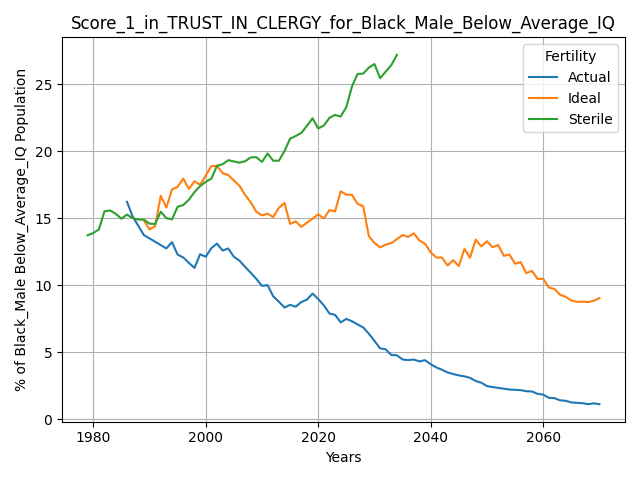 Score_1_in_TRUST_IN_CLERGY_for_Black_Male_Below_Average_IQ
% of Black_Male Below_Average_IQ Population
Fertility
Actual
Ideal
Sterile
25
20
15
10
5
0
1980
2000
2020
2040
2060
Years